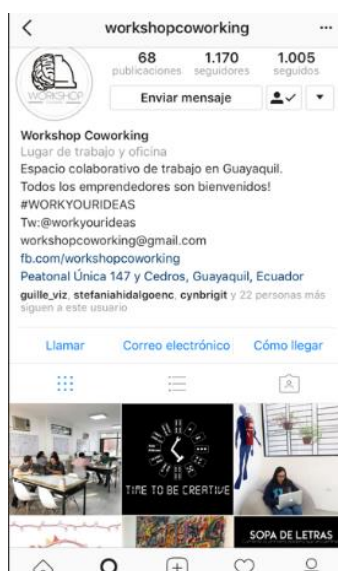 workshopcoworking
68 1.170 1.005
publicaciones seguidores seguidos
Enviar mensaje
WORKSHOP
Workshop Coworking
Lugar de trabajo y oficina
Espacio colaborativo de trabajo en Guayaquil.
Todos los emprendedores son bienvenidos!
#WORKYOURIDEAS
Tw:@workyourideas
workshopcoworking@gmail.com
fb.com/workshopcoworking
Peatonal Única 147 y Cedros, Guayaquil, Ecuador
guille_viz, stefaniahidalgoenc, cynbrigit y 22 personas más
siguen a este usuario
Llamar Correo electrónico Cómo llegar
TIME TO BE CREATIVE
SOPA DE LETRAS